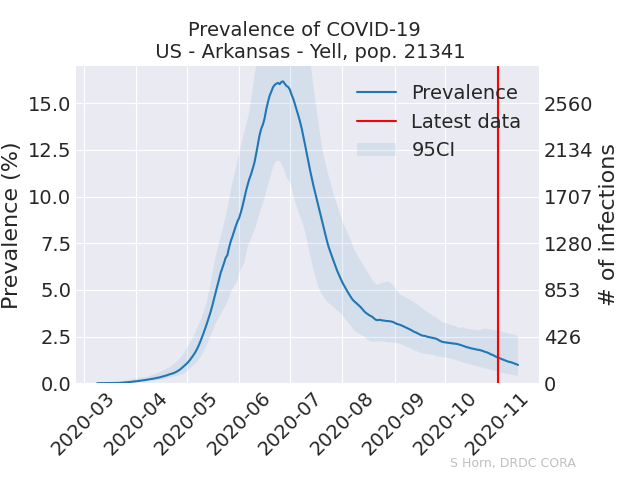 Prevalence of COVID-19
US - Arkansas - Yell, pop. 21341
Prevalence (%)
15.0
12.5
10.0
7.5
5.0
2.5
0.0
Prevalence
Latest data
95CI
2560
2134
1707
1280
853
426
0
# of infections
2020-03
2020-04
2020-05
2020-06
2020-07
2020-08
2020-09
2020-10
2020-11
S Horn, DRDC CORA